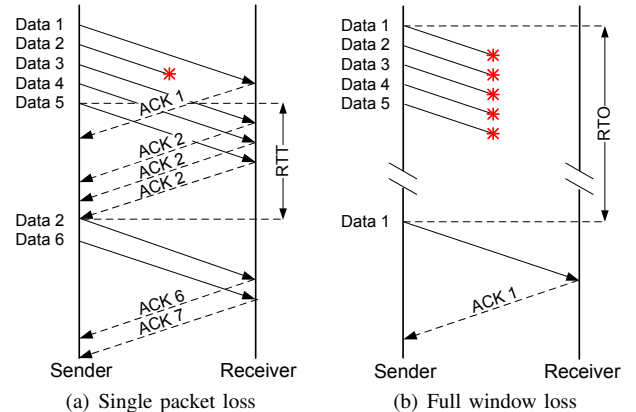 Data 1
Data 2
Data 3
Data 4
Data 5
ACK 1
ACK 2
ACK 2
ACK 2
RTT
Data 2
Data 6
ACK 6
ACK 7
Sender
Receiver
(a) Single packet loss
Data 1
Data 2
Data 3
Data 4
Data 5
RTO
Data 1
ACK 1
Sender
Receiver
(b) Full window loss